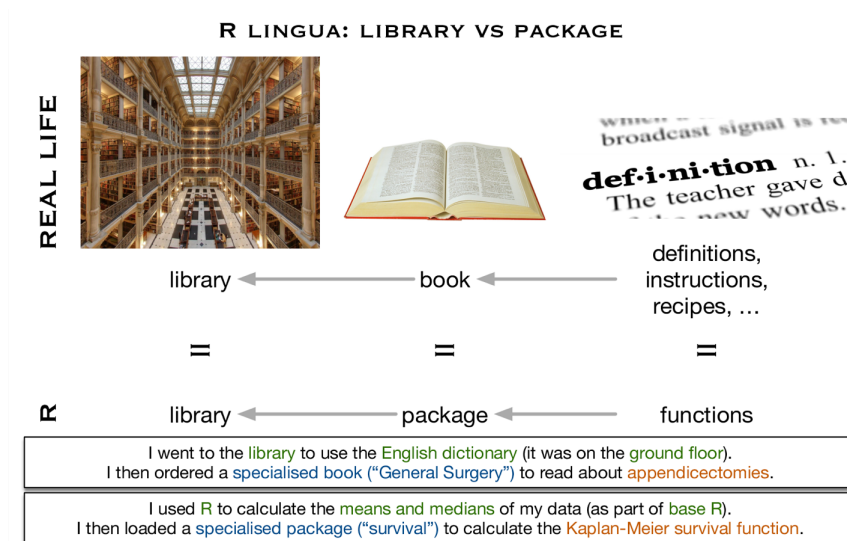 R LINGUA: LIBRARY VS PACKAGE
REAL LIFE
broadcast signal is
def·i·ni·tion n. 1.
The teacher gave d
new words.
library
book
definitions,
instructions,
recipes, …
=
=
=
R
library
package
functions
I went to the library to use the English dictionary (it was on the ground floor).
I then ordered a specialised book (“General Surgery”) to read about appendicectomies.
I used R to calculate the means and medians of my data (as part of base R).
I then loaded a specialised package (“survival”) to calculate the Kaplan-Meier survival function.